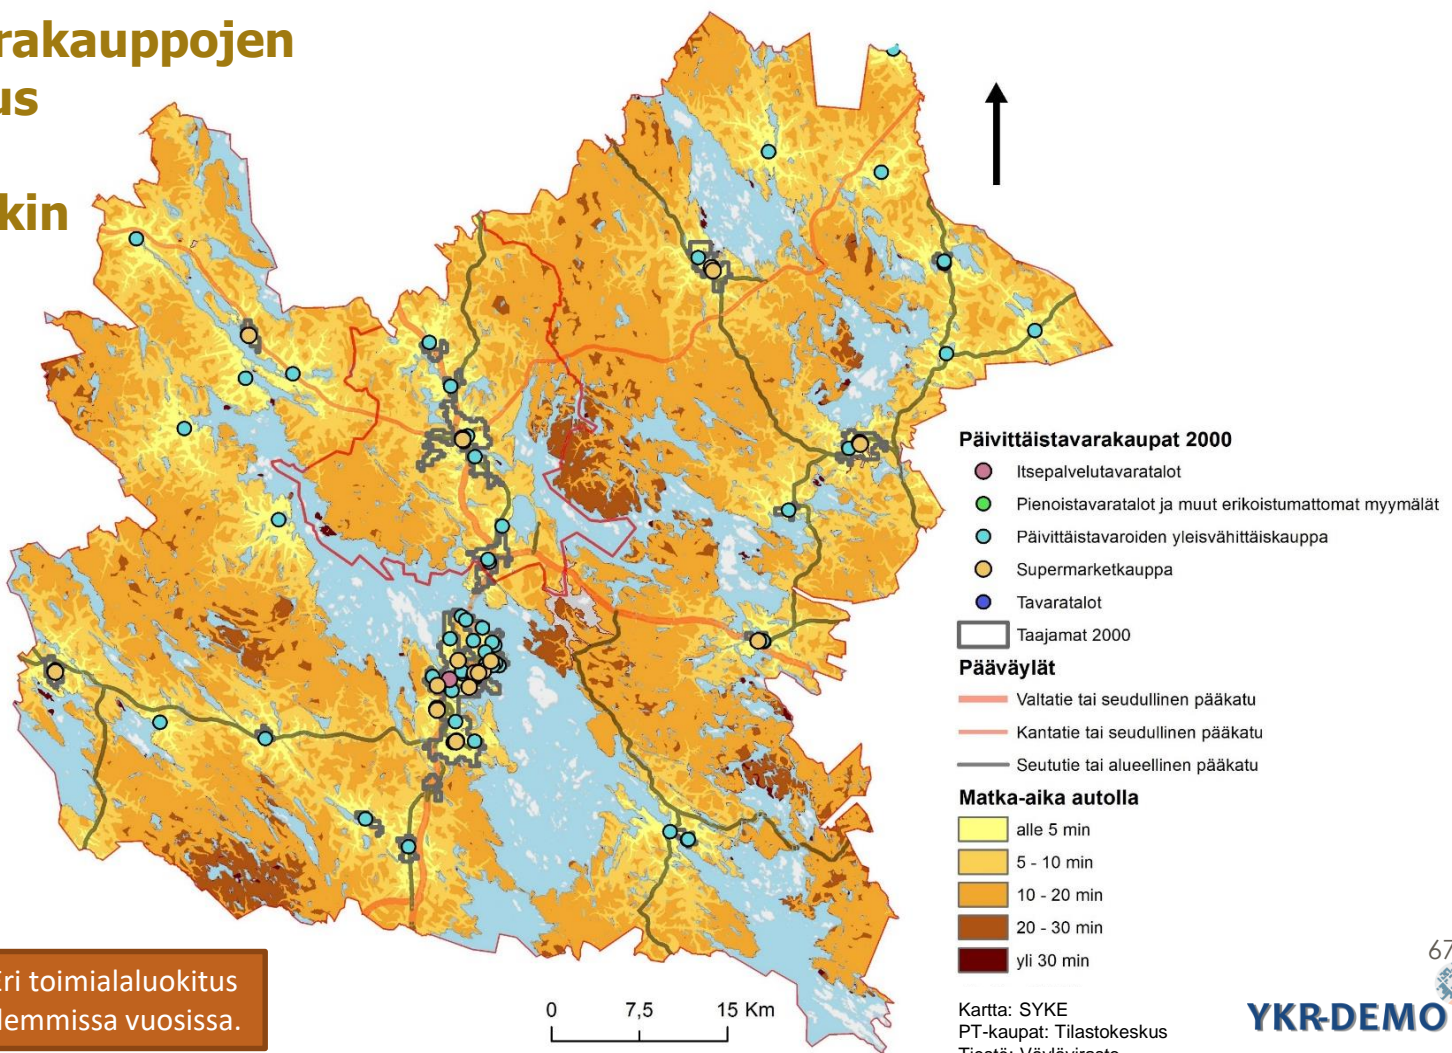 rakauppojen
us
kin
Päivittäistavarakaupat 2000
Itsepalvelutavaratalot
Pienoistavaratalot ja muut erikoistumattomat myymälät
Päivittäistavaroiden yleisvähittäiskauppa
Supermarketkauppa
Tavaratalot
Taajamat 2000
Pääväylät
Valtatie tai seudullinen pääkatu
Kantatie tai seudullinen pääkatu
Seututie tai alueellinen pääkatu
Matka-aika autolla
alle 5 min
5 - 10 min
10 - 20 min
20 - 30 min
yli 30 min
ri toimialaluokitus
lemmissa vuosissa.
0 7,5 15 Km
Kartta: SYKE
PT-kaupat: Tilastokeskus
Tiestö: Väylävirasto
67
YKR-DEMO